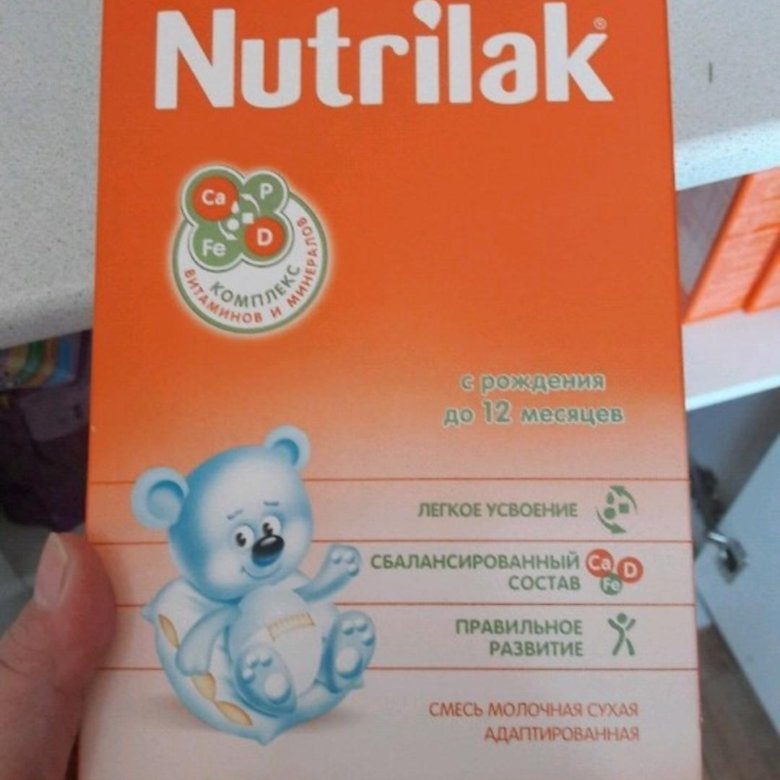 Nutrilak®
Ca P
Fe D
КОМПЛЕКС
ВИТАМИНОВ И МИНЕРАЛОВ
с рождения
до 12 месяцев
ЛЕГКОЕ УСВОЕНИЕ
СБАЛАНСИРОВАННЫЙ
СОСТАВ
Ca D
Fe
ПРАВИЛЬНОЕ
РАЗВИТИЕ
СМЕСЬ МОЛОЧНАЯ СУХАЯ
АДАПТИРОВАННАЯ